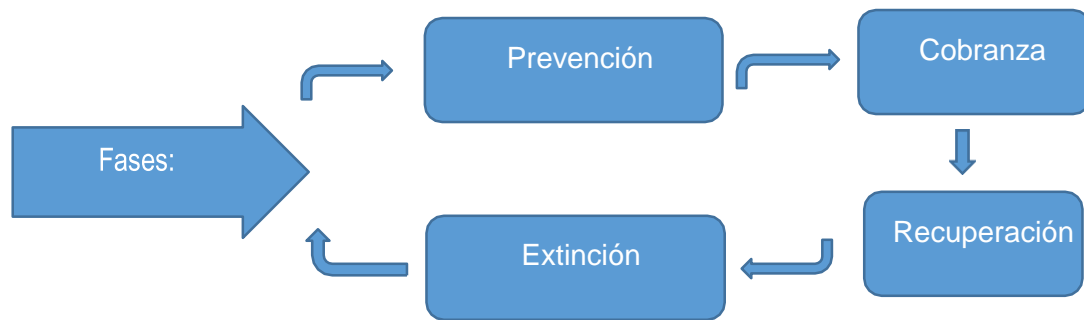 Fases:
Prevención
Cobranza
Recuperación
Extinción